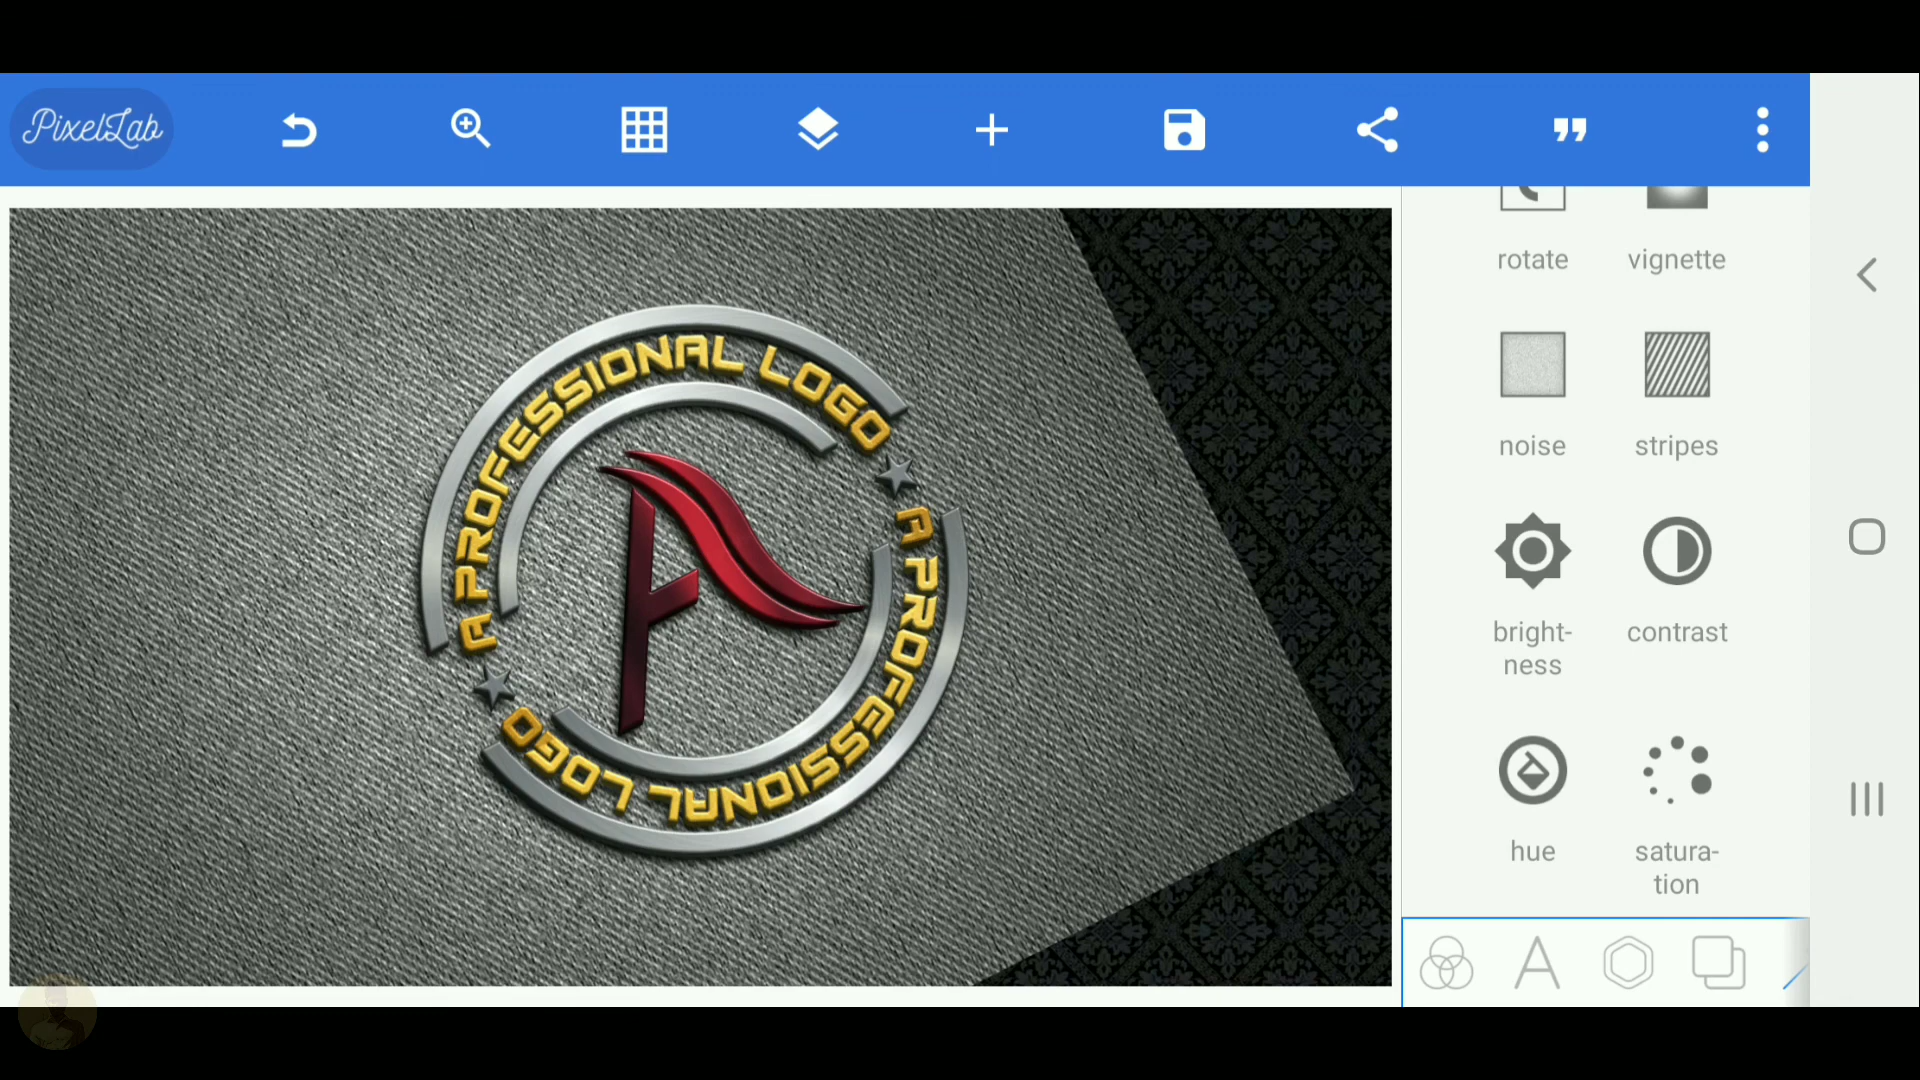 PixelLab
A PROFESSIONAL LOGO
A PROFESSIONAL LOGO
rotate
vignette
noise
stripes
bright-
ness
contrast
hue
satura-
tion